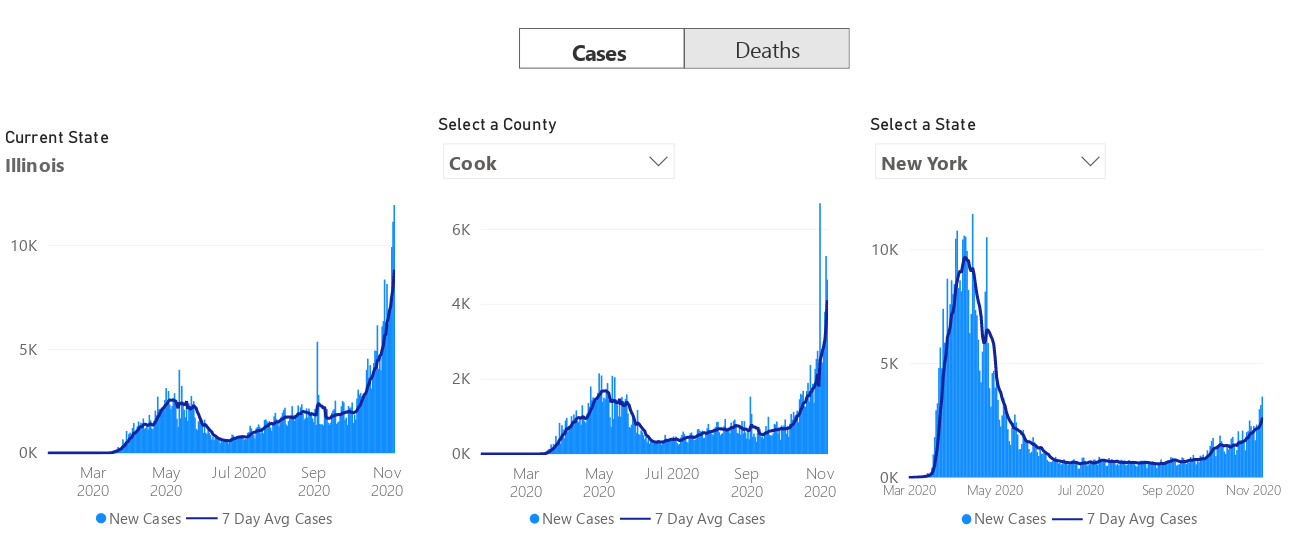 Cases Deaths
Current State
Illinois
10K
5K
0K
Mar May Jul 2020 Sep Nov
2020 2020 2020 2020
New Cases 7 Day Avg Cases
Select a County
Cook
6K
4K
2K
0K
Mar May Jul 2020 Sep Nov
2020 2020 2020 2020
New Cases 7 Day Avg Cases
Select a State
New York
10K
5K
0K
Mar 2020 May 2020 Jul 2020 Sep 2020 Nov 2020
New Cases 7 Day Avg Cases